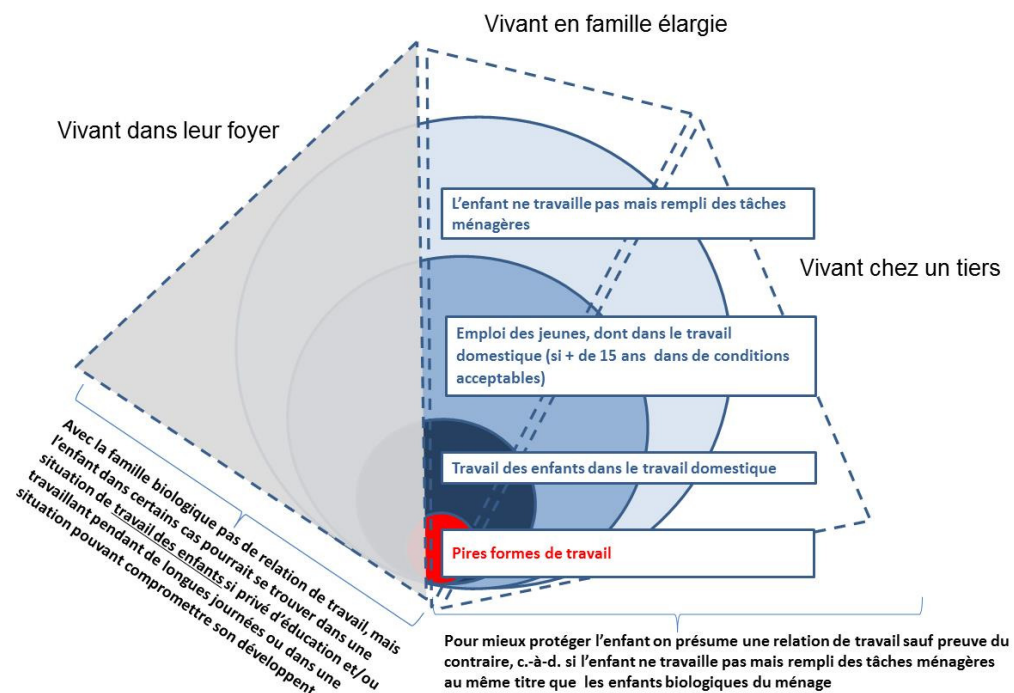 Vivant en famille élargie
Vivant dans leur foyer
L'enfant ne travaille pas mais rempli des tâches
ménagères
Vivant chez un tiers
Emploi des jeunes, dont dans le travail
domestique (si + de 15 ans dans de conditions
acceptables)
Travail des enfants dans le travail domestique
Pires formes de travail
Avec la famille biologique pas de relation de travail, mais
l'enfant dans certains cas pourrait se trouver dans une
situation de travail des enfants si privé d'éducation et/ou
travaillant pendant de longues journées ou dans une
situation pouvant compromettre son développent
Pour mieux protéger l'enfant on présume une relation de travail sauf preuve du
contraire, c.-à-d. si l'enfant ne travaille pas mais rempli des tâches ménagères
au même titre que les enfants biologiques du ménage